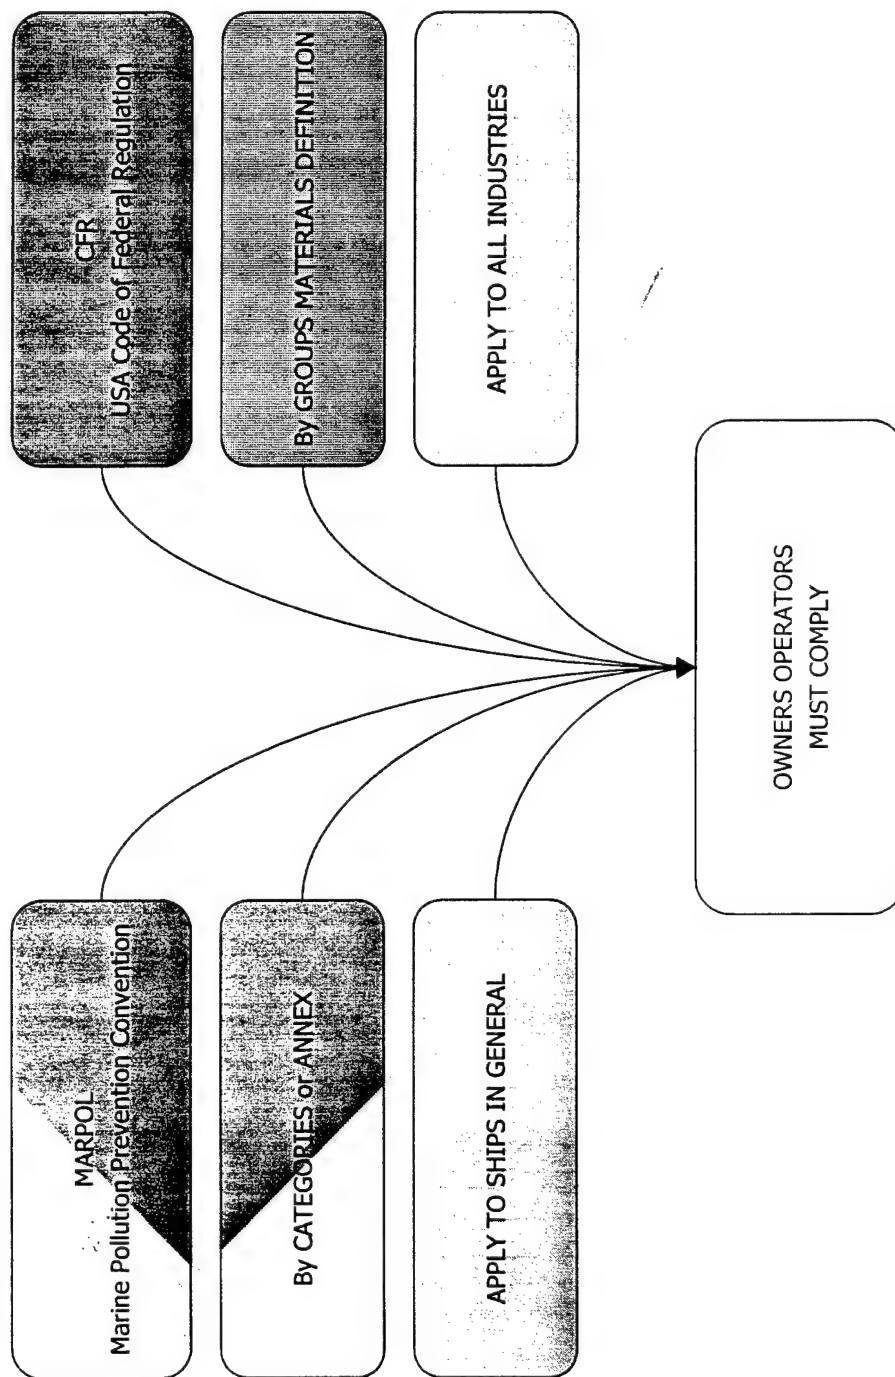 MARPOL
Marine Pollution Prevention Convention
By CATEGORIES or ANNEX
APPLY TO SHIPS IN GENERAL
CFR
USA Code of Federal Regulation
By GROUPS MATERIALS DEFINITION
APPLY TO ALL INDUSTRIES
OWNERS OPERATORS
MUST COMPLY